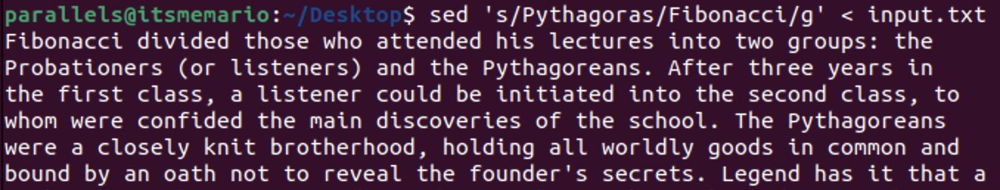 parallels@itsmemario:~/Desktop$ sed 's/Pythagoras/Fibonacci/g' < input.txt
Fibonacci divided those who attended his lectures into two groups: the
Probationers (or listeners) and the Pythagoreans. After three years in
the first class, a listener could be initiated into the second class, to
whom were confided the main discoveries of the school. The Pythagoreans
were a closely knit brotherhood, holding all worldly goods in common and
bound by an oath not to reveal the founder's secrets. Legend has it that a